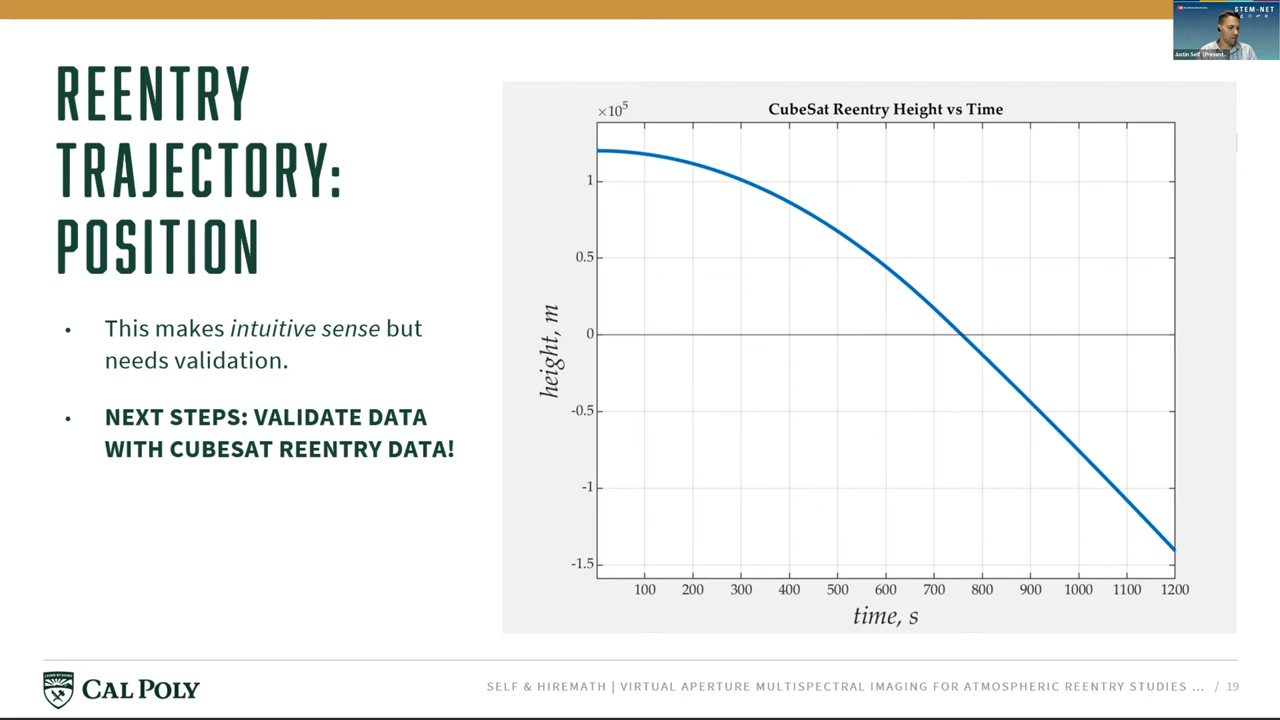 STEM-NET
Justin Self (Present...
REENTRY
TRAJECTORY:
POSITION
• This makes intuitive sense but
needs validation.
• NEXT STEPS: VALIDATE DATA
WITH CUBESAT REENTRY DATA!
CubeSat Reentry Height vs Time
×10⁵
1
0.5
0
-0.5
-1
-1.5
height, m
100 200 300 400 500 600 700 800 900 1000 1100 1200
time, s
CAL POLY
SELF & HIREMATH | VIRTUAL APERTURE MULTISPECTRAL IMAGING FOR ATMOSPHERIC REENTRY STUDIES ... / 19